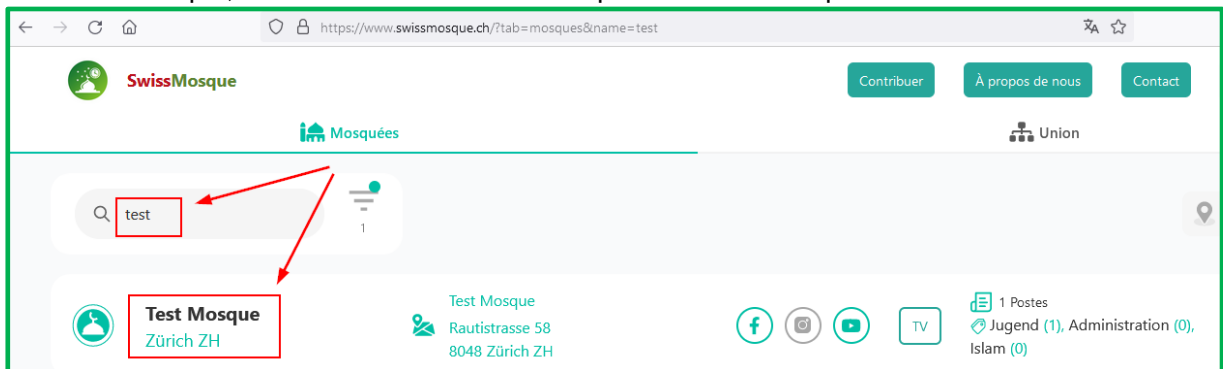 https://www.swissmosque.ch/?tab=mosques&name=test
SwissMosque
Contribuer
À propos de nous
Contact
Mosquées
Union
test
1
Test Mosque
Zürich ZH
Test Mosque
Rautistrasse 58
8048 Zürich ZH
TV
1 Postes
Jugend (1), Administration (0),
Islam (0)